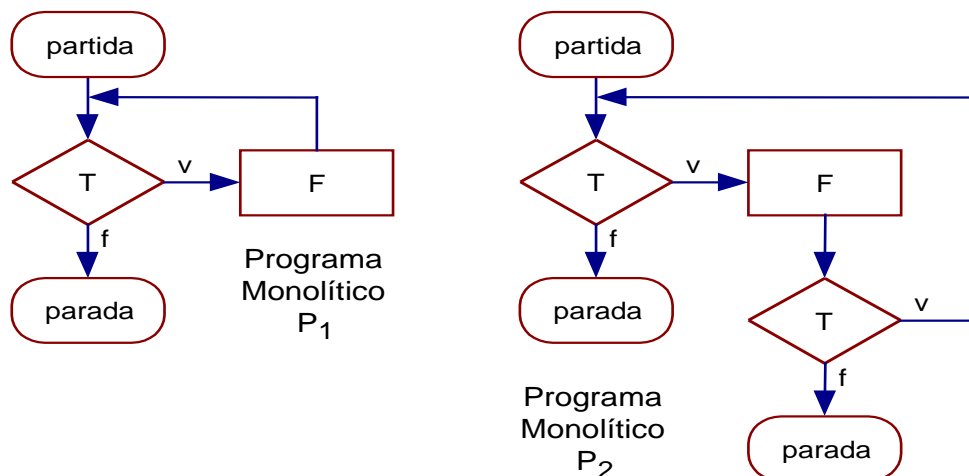 partida
T
v
F
f
parada
Programa
Monolítico
P1
partida
T
v
F
f
parada
T
v
f
parada
Programa
Monolítico
P2